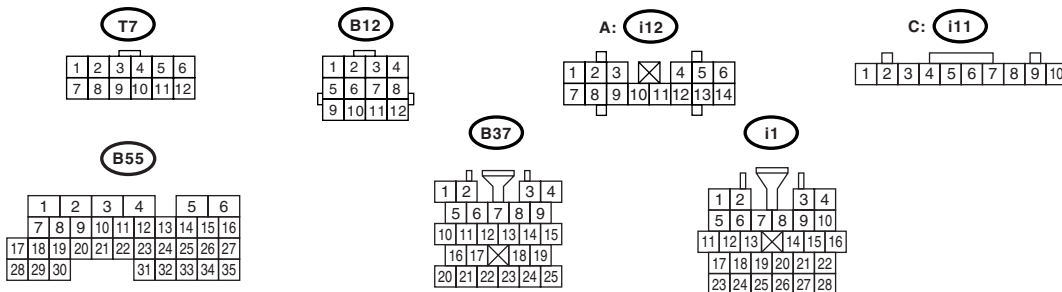 T7
1 2 3 4 5 6
7 8 9 10 11 12
B12
1 2 3 4
5 6 7 8
9 10 11 12
A: i12
1 2 3 4 5 6
7 8 9 10 11 12 13 14
C: i11
1 2 3 4 5 6 7 8 9 10
B55
1 2 3 4 5 6
7 8 9 10 11 12 13 14 15 16
17 18 19 20 21 22 23 24 25 26 27
28 29 30 31 32 33 34 35
B37
1 2 3 4
5 6 7 8 9
10 11 12 13 14 15
16 17 18 19
20 21 22 23 24 25
i1
1 2 3 4
5 6 7 8 9 10
11 12 13 14 15 16
17 18 19 20 21 22
23 24 25 26 27 28